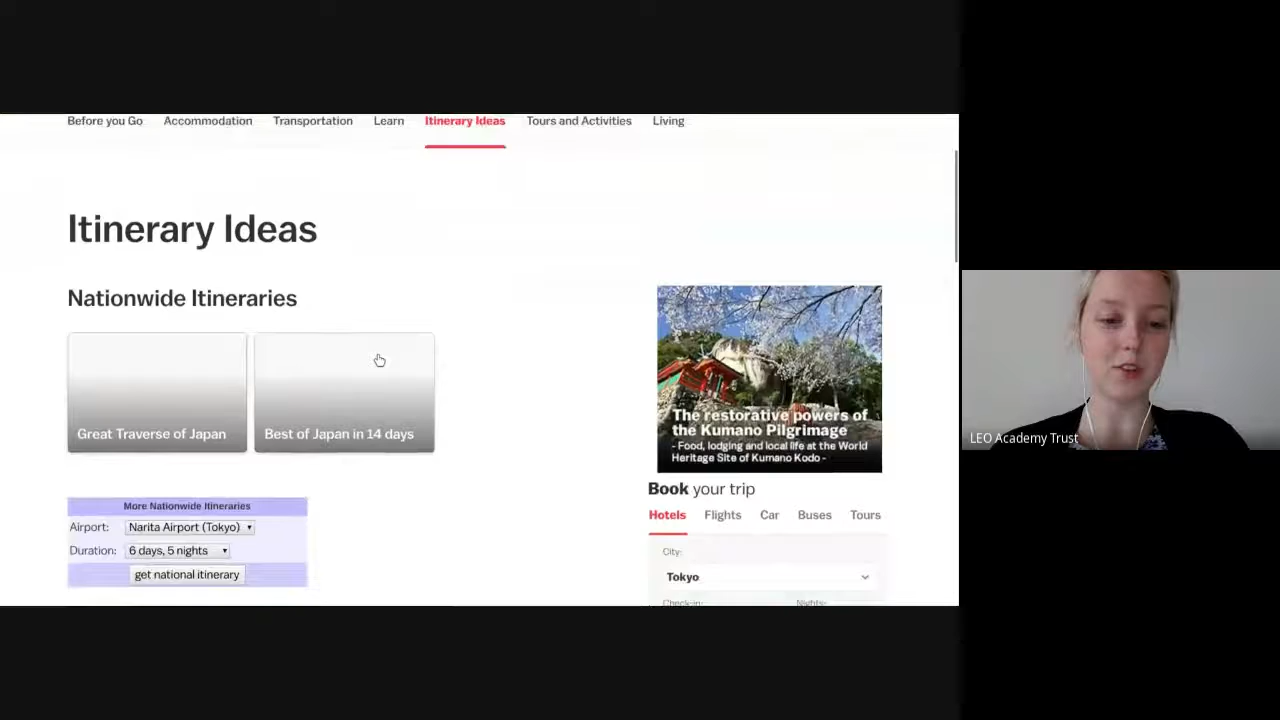 Before you Go Accommodation Transportation Learn Itinerary Ideas Tours and Activities Living
Itinerary Ideas
Nationwide Itineraries
Great Traverse of Japan
Best of Japan in 14 days
More Nationwide Itineraries
Airport: Narita Airport (Tokyo)
Duration: 6 days, 5 nights
get national itinerary
The restorative powers of
the Kumano Pilgrimage
- Food, lodging and local life at the World
Heritage Site of Kumano Kodo -
Book your trip
Hotels Flights Car Buses Tours
City:
Tokyo
Check-in: Nights:
LEO Academy Trust